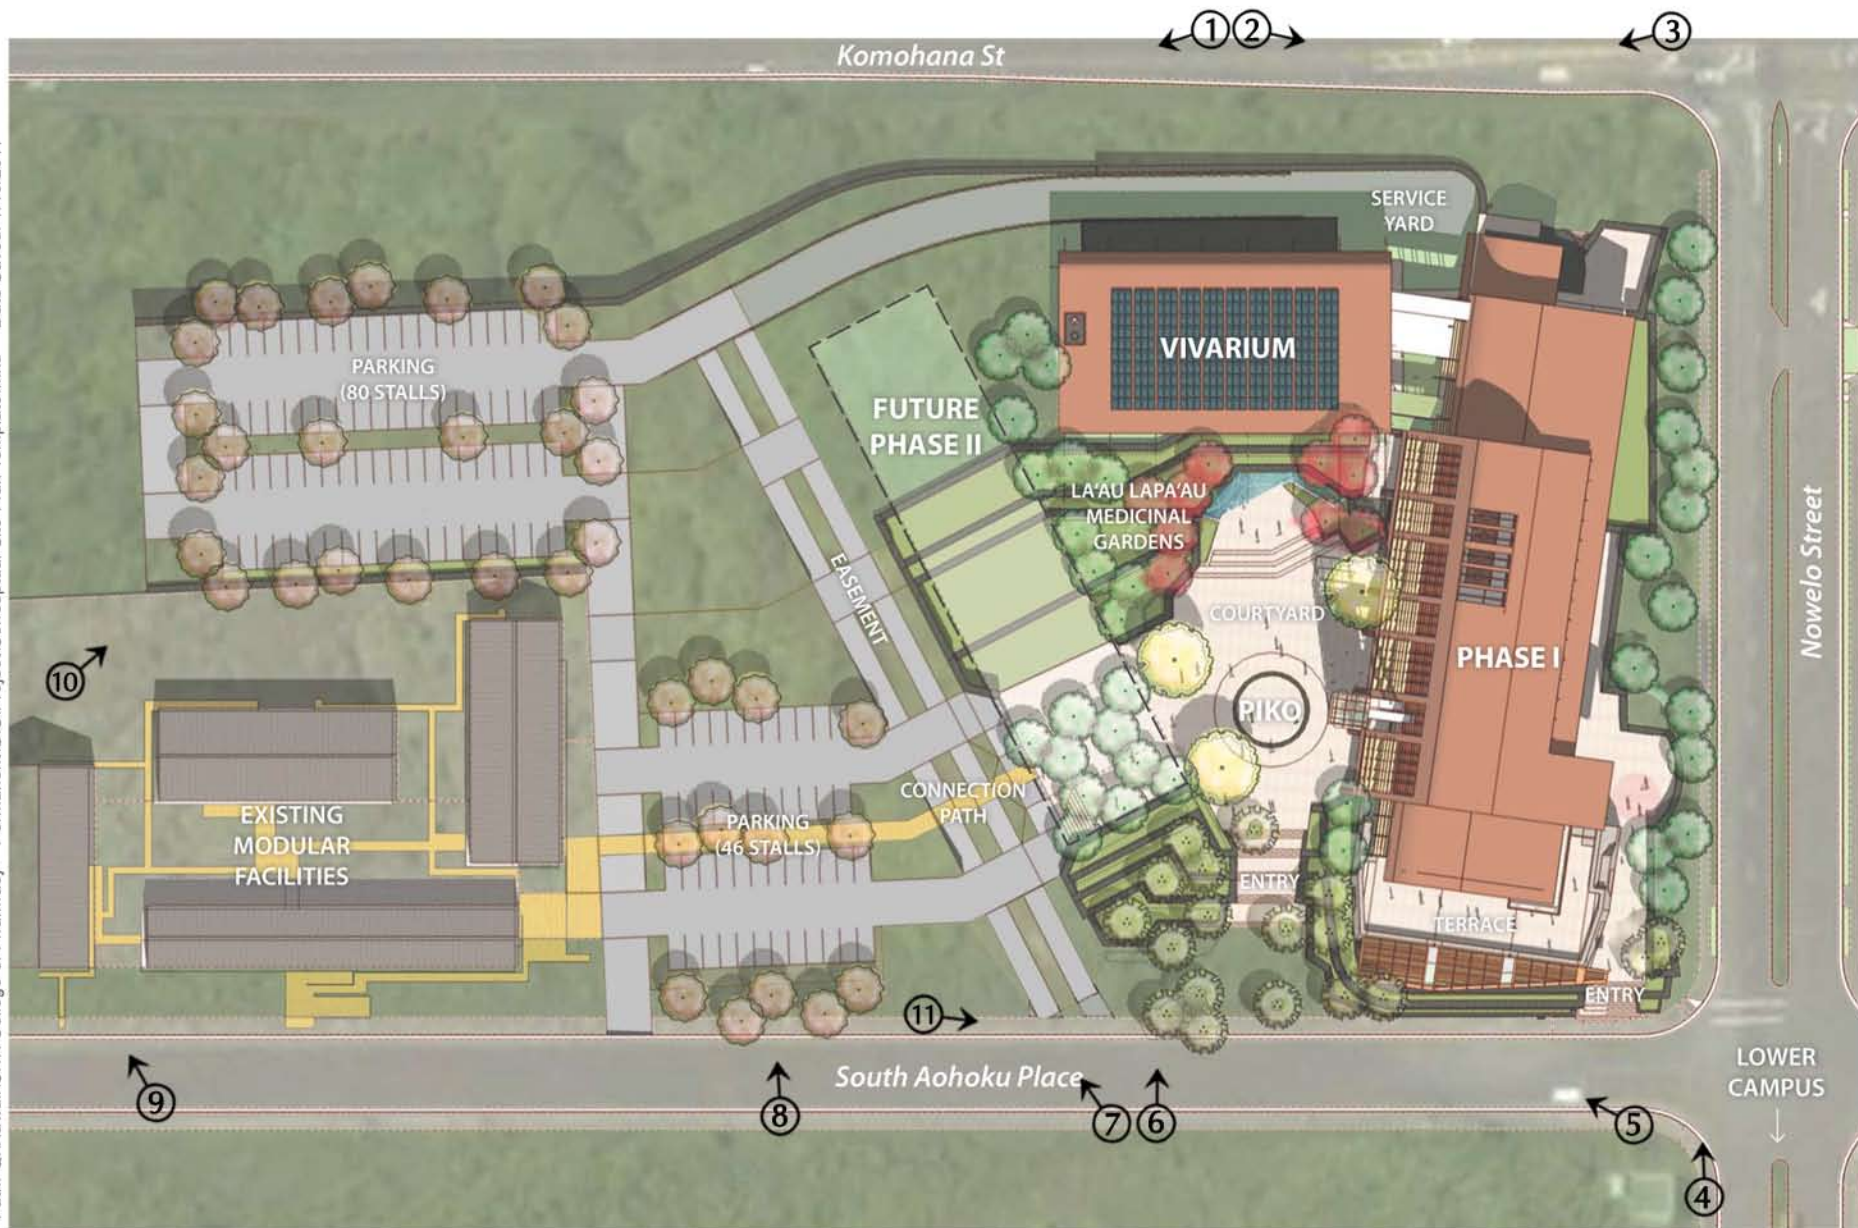 ① ② ③
Komohana St
SERVICE
YARD
VIVARIUM
PARKING
(80 STALLS)
FUTURE
PHASE II
LA'AU LAPA'AU
MEDICINAL
GARDENS
EASEMENT
COURTYARD
PHASE I
Nowelo Street
PIKO
⑩
EXISTING
MODULAR
FACILITIES
CONNECTION
PATH
PARKING
(46 STALLS)
ENTRY
TERRACE
ENTRY
⑪
South Aohoku Place
LOWER
CAMPUS
⑨ ⑧ ⑦ ⑥ ⑤
④